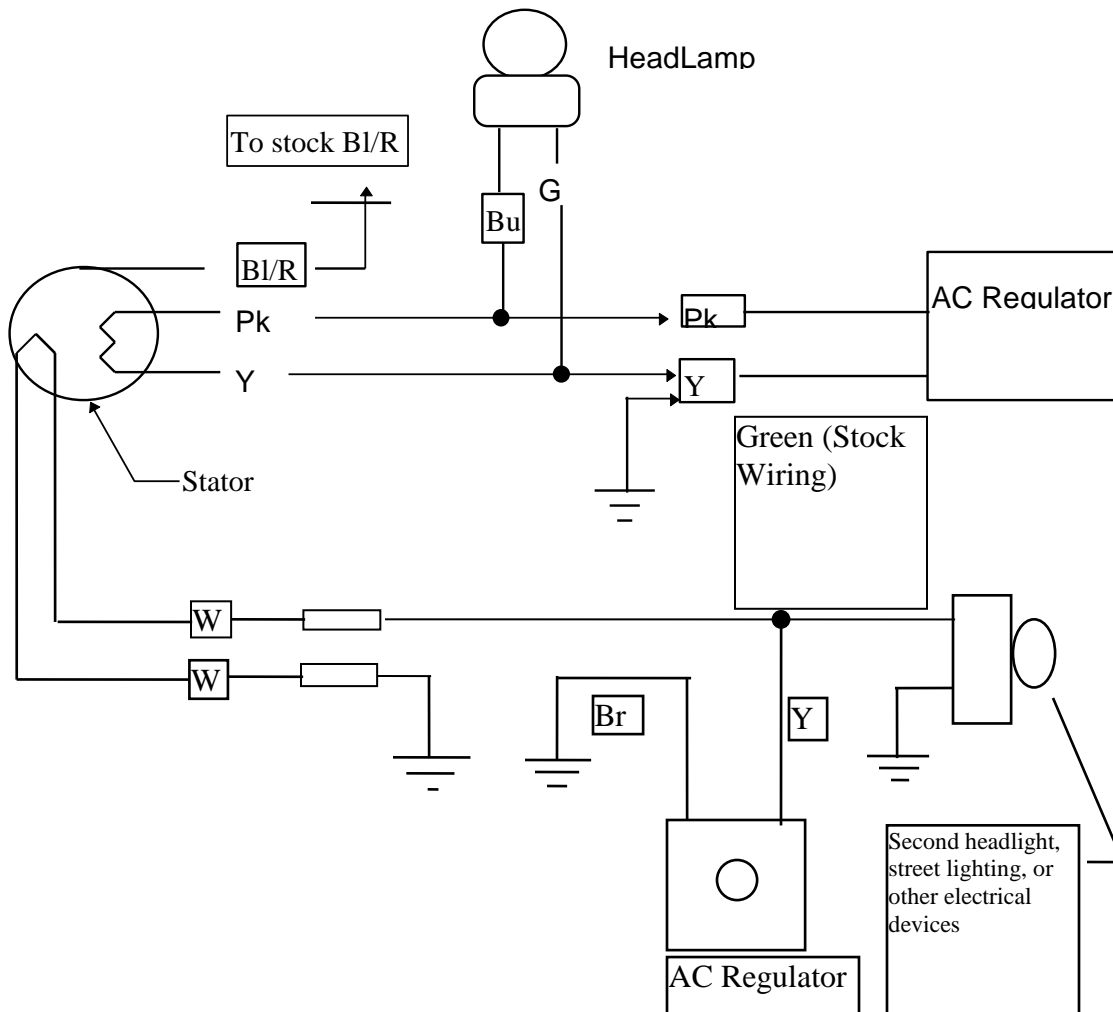 HeadLamp
To stock Bl/R
G
Bu
Bl/R
Pk
Pk
AC Regulator
Y
Y
Green (Stock
Wiring)
Stator
W
W
Br
Y
Second headlight,
street lighting, or
other electrical
devices
AC Regulator